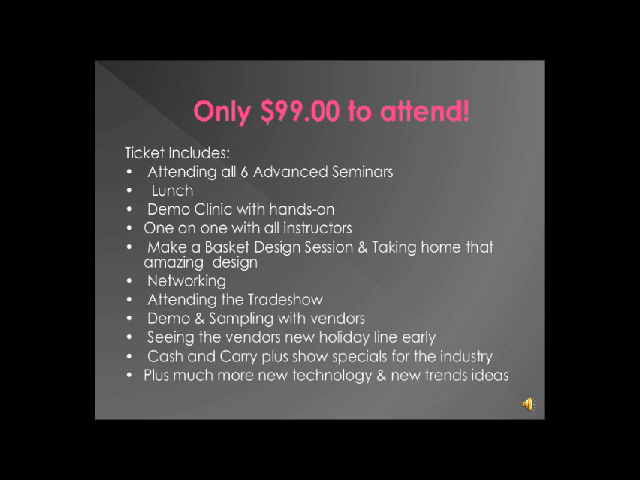 Only $99.00 to attend!
Ticket Includes:
• Attending all 6 Advanced Seminars
• Lunch
• Demo Clinic with hands-on
• One on one with all instructors
• Make a Basket Design Session & Taking home that
amazing design
• Networking
• Attending the Tradeshow
• Demo & Sampling with vendors
• Seeing the vendors new holiday line early
• Cash and Carry plus show specials for the industry
• Plus much more new technology & new trends ideas